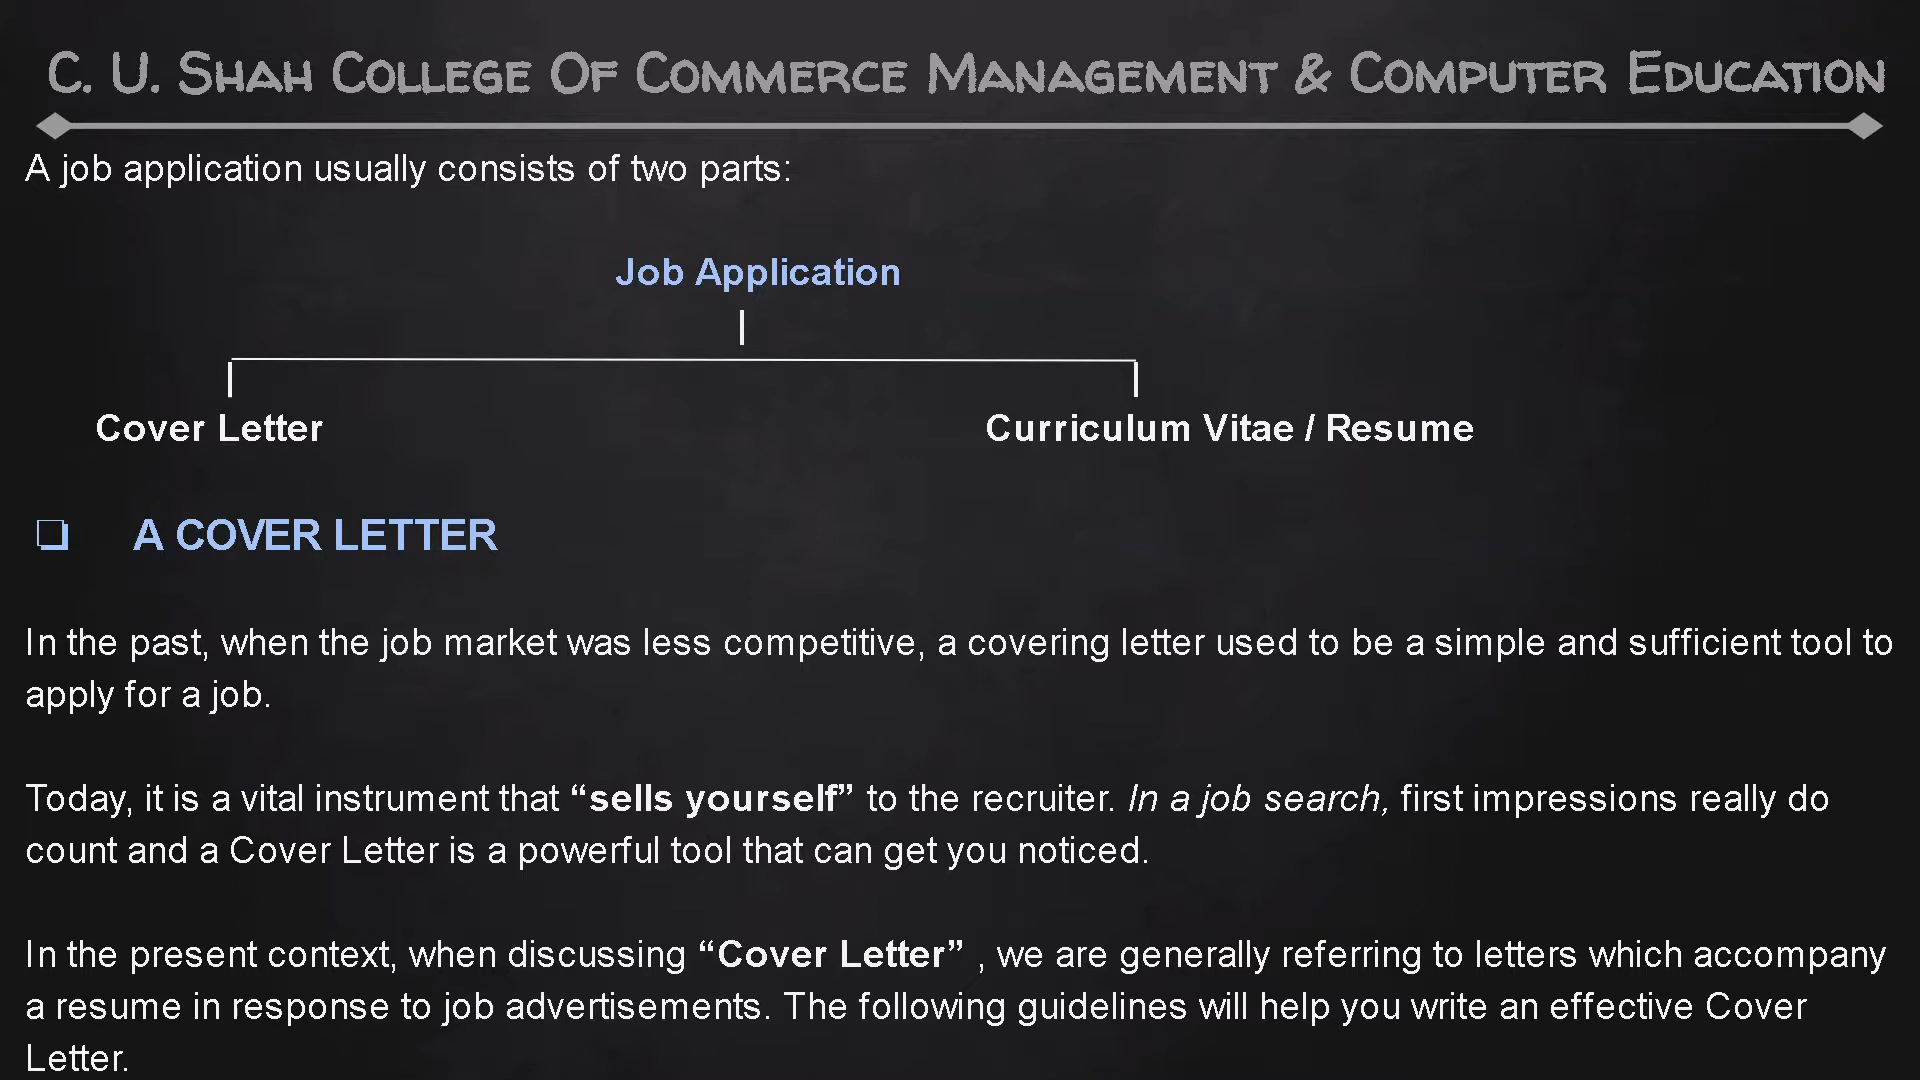 C. U. Shah College Of Commerce Management & Computer Education
A job application usually consists of two parts:
Job Application
Cover Letter
Curriculum Vitae / Resume
❏ A COVER LETTER
In the past, when the job market was less competitive, a covering letter used to be a simple and sufficient tool to
apply for a job.
Today, it is a vital instrument that “sells yourself” to the recruiter. In a job search, first impressions really do
count and a Cover Letter is a powerful tool that can get you noticed.
In the present context, when discussing “Cover Letter” , we are generally referring to letters which accompany
a resume in response to job advertisements. The following guidelines will help you write an effective Cover
Letter.